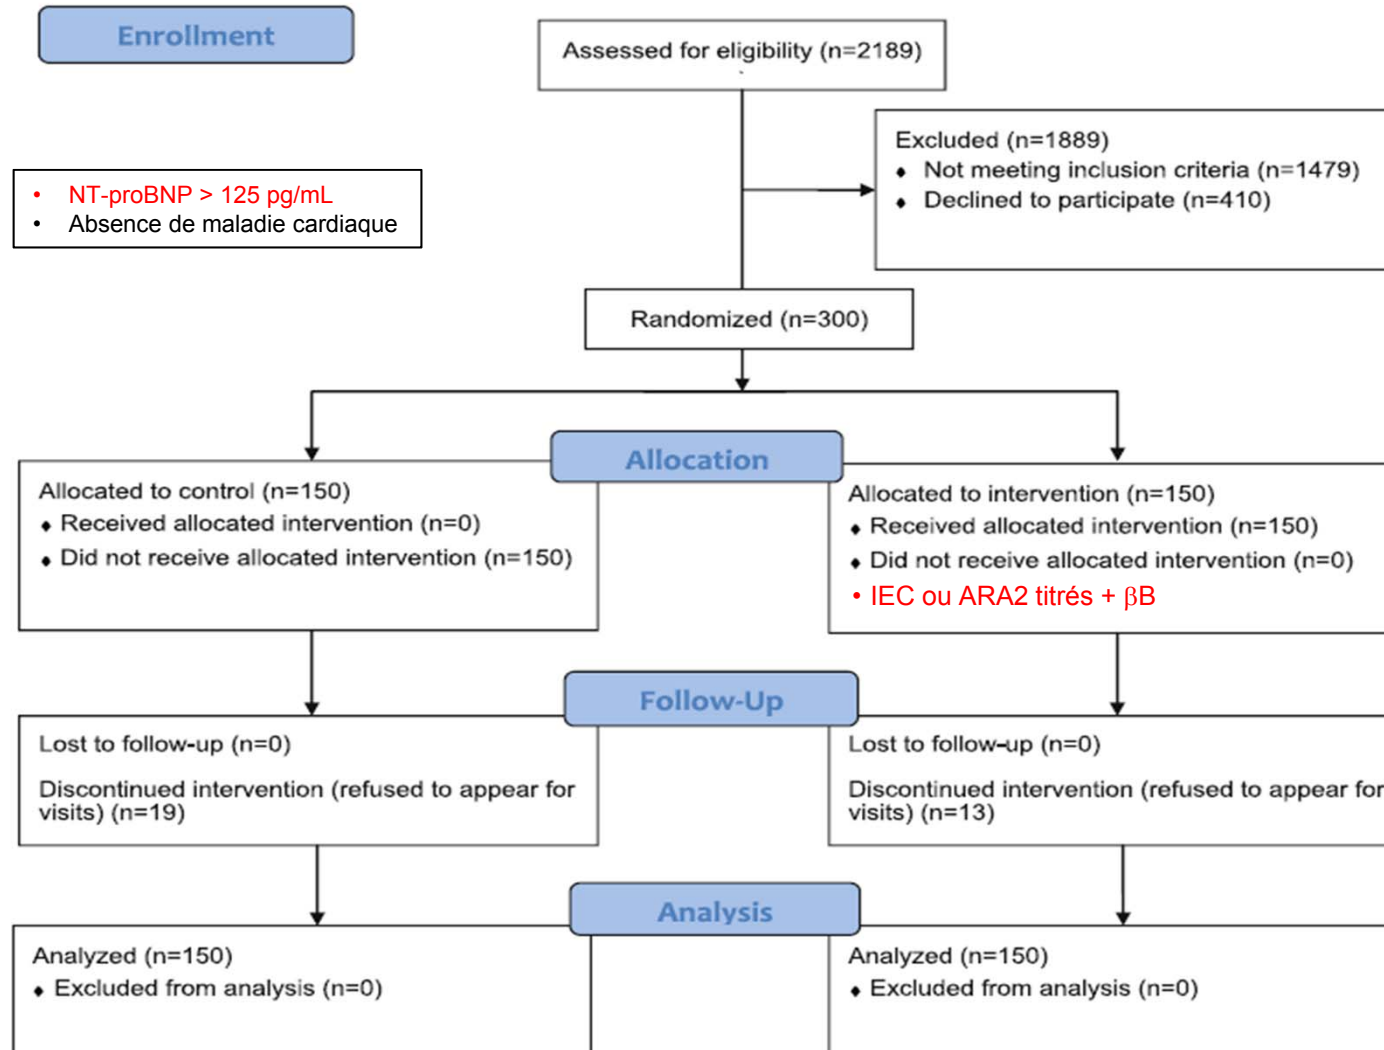 Enrollment
Assessed for eligibility (n=2189)
Excluded (n=1889)
♦ Not meeting inclusion criteria (n=1479)
♦ Declined to participate (n=410)
• NT-proBNP > 125 pg/mL
• Absence de maladie cardiaque
Randomized (n=300)
Allocation
Allocated to control (n=150)
♦ Received allocated intervention (n=0)
♦ Did not receive allocated intervention (n=150)
Allocated to intervention (n=150)
♦ Received allocated intervention (n=150)
♦ Did not receive allocated intervention (n=0)
• IEC ou ARA2 titrés + βB
Follow-Up
Lost to follow-up (n=0)
Discontinued intervention (refused to appear for
visits) (n=19)
Lost to follow-up (n=0)
Discontinued intervention (refused to appear for
visits) (n=13)
Analysis
Analyzed (n=150)
♦ Excluded from analysis (n=0)
Analyzed (n=150)
♦ Excluded from analysis (n=0)